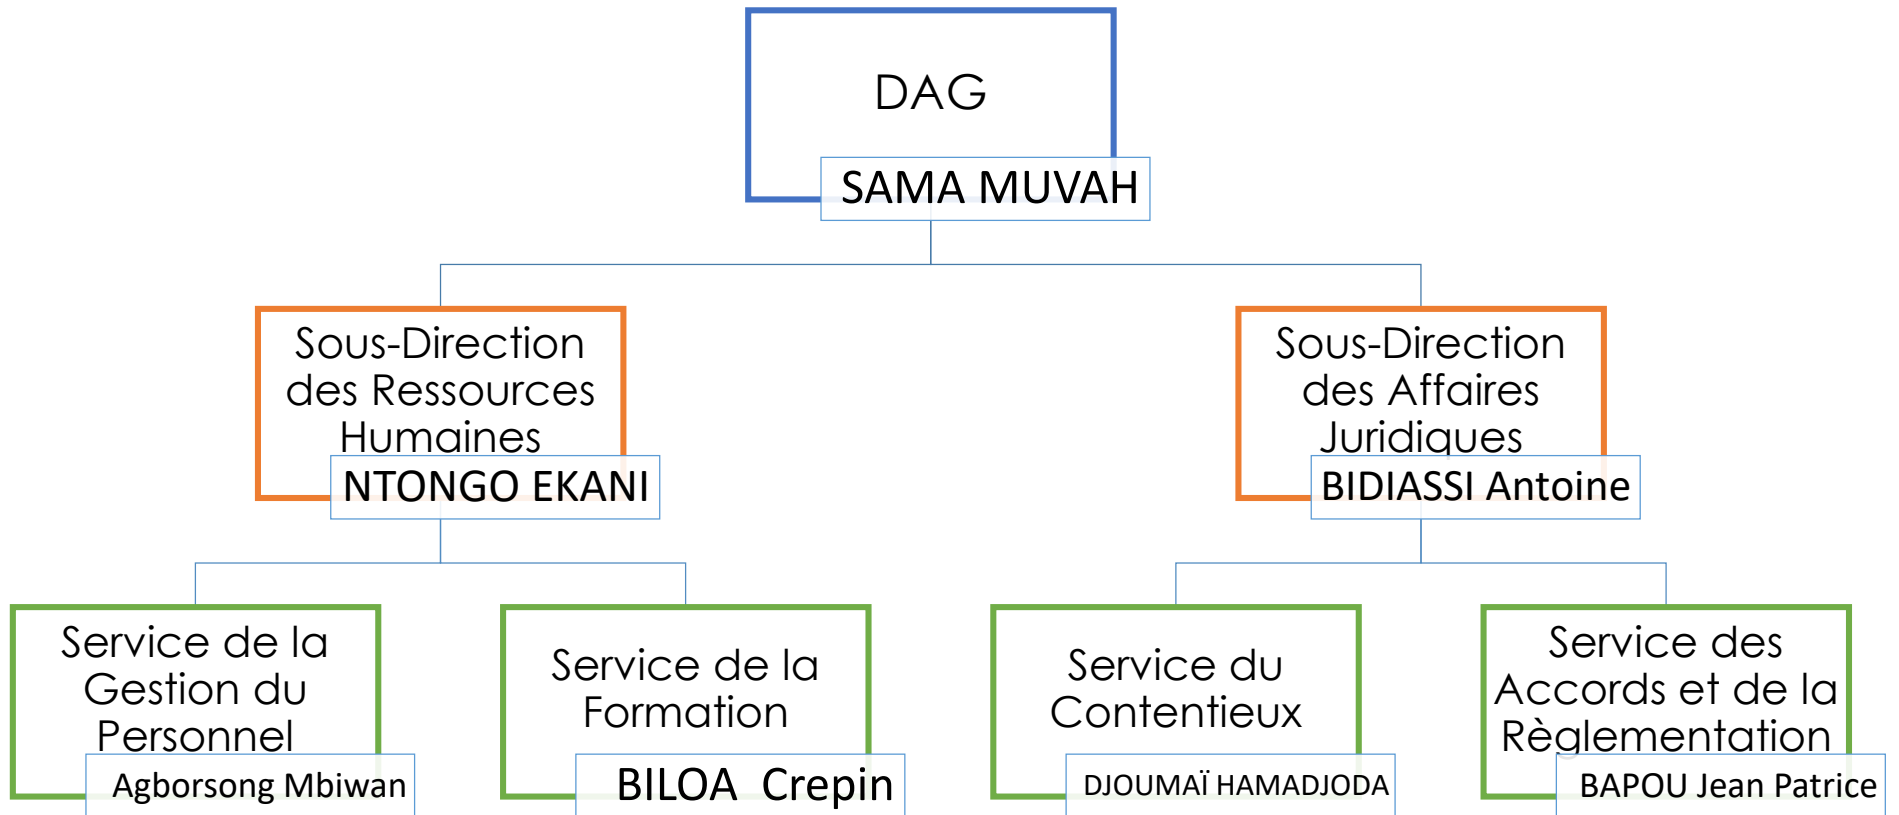 DAG
SAMA MUVAH
Sous-Direction
des Ressources
Humaines
NTONGO EKANI
Sous-Direction
des Affaires
Juridiques
BIDIASSI Antoine
Service de la
Gestion du
Personnel
Agborsong Mbiwan
Service de la
Formation
BILOA  Crepin
Service du
Contentieux
DJOUMAÏ HAMADJODA
Service des
Accords et de la
Règlementation
BAPOU Jean Patrice